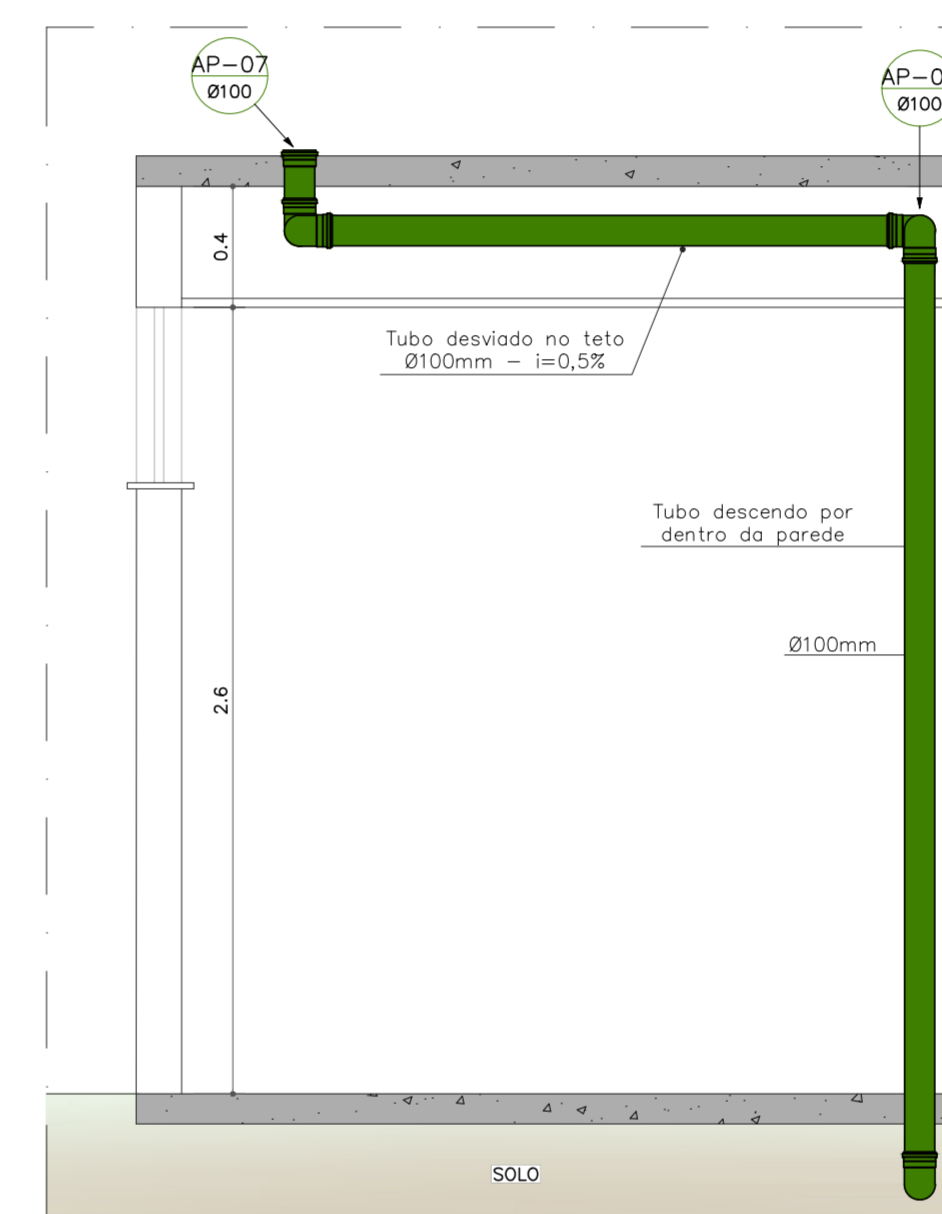 AP-07
Ø100
AP-0
Ø100
0.4
Tubo desviado no teto
Ø100mm - i=0,5%
Tubo descendo por
dentro da parede
Ø100mm
2.6
SOLO